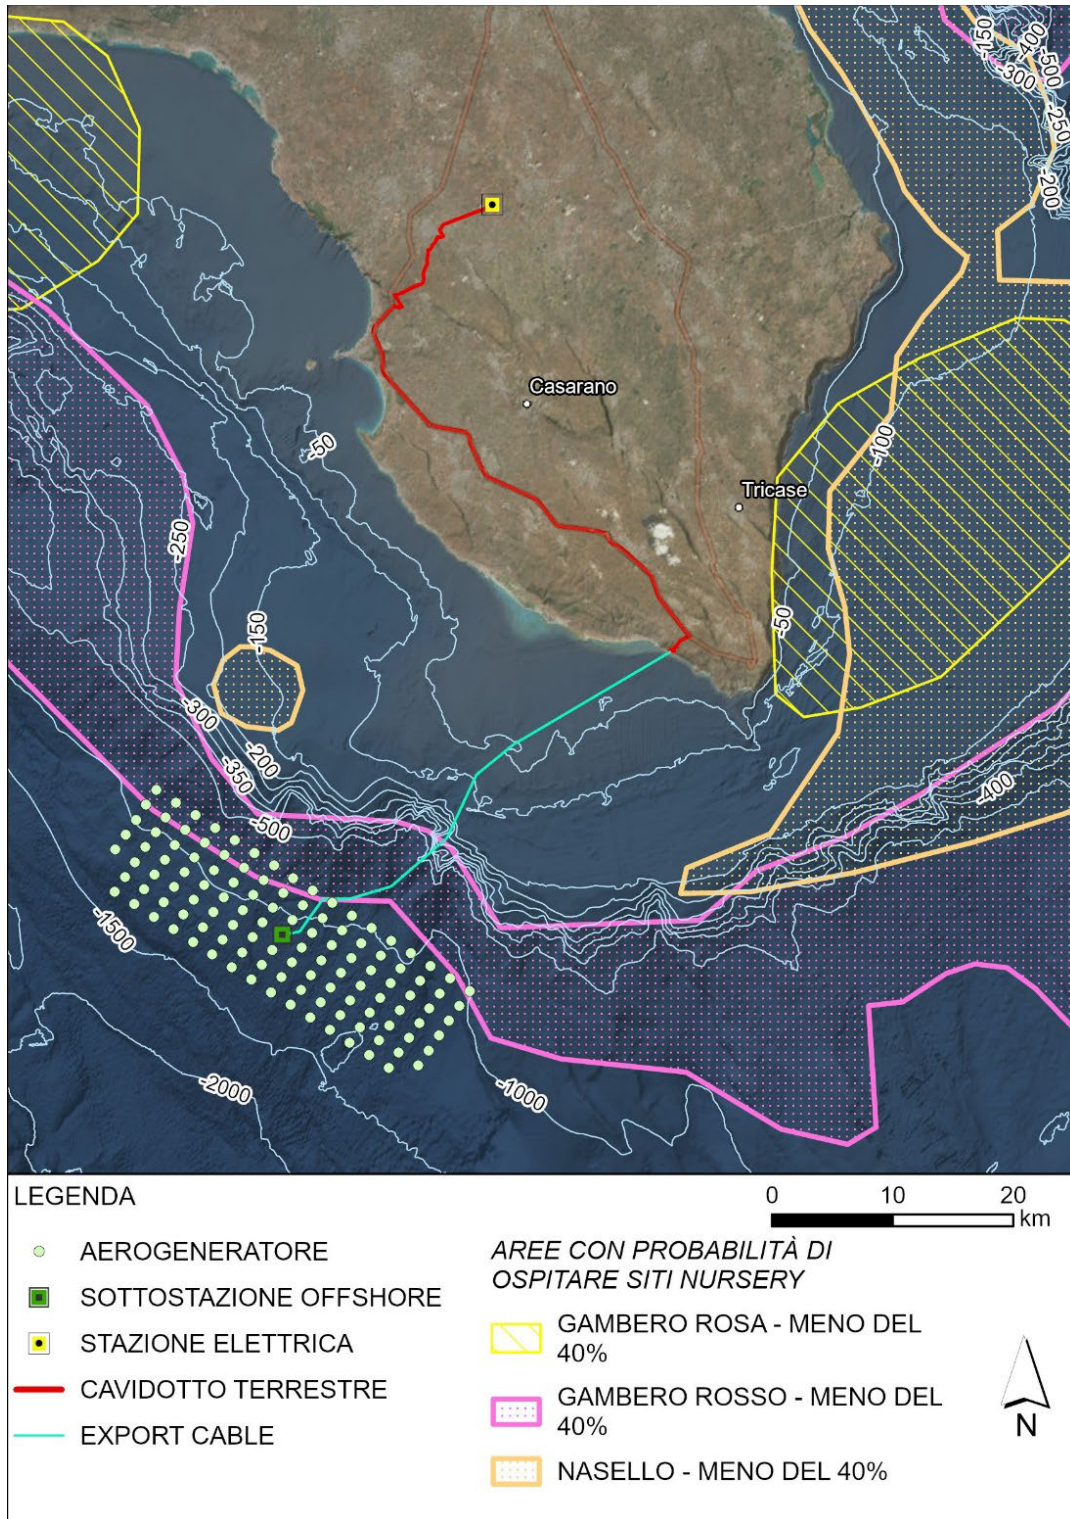 -150
-400
-500
-300
-250
-200
Casarano
-50
-100
Tricase
-250
-50
-150
-300
-200
-350
-500
-400
-1500
-2000
-1000
LEGENDA
0 10 20
km
AEROGENERATORE
SOTTOSTAZIONE OFFSHORE
STAZIONE ELETTRICA
CAVIDOTTO TERRESTRE
EXPORT CABLE
AREE CON PROBABILITÀ DI
OSPITARE SITI NURSERY
GAMBERO ROSA - MENO DEL
40%
GAMBERO ROSSO - MENO DEL
40%
NASELLO - MENO DEL 40%
N